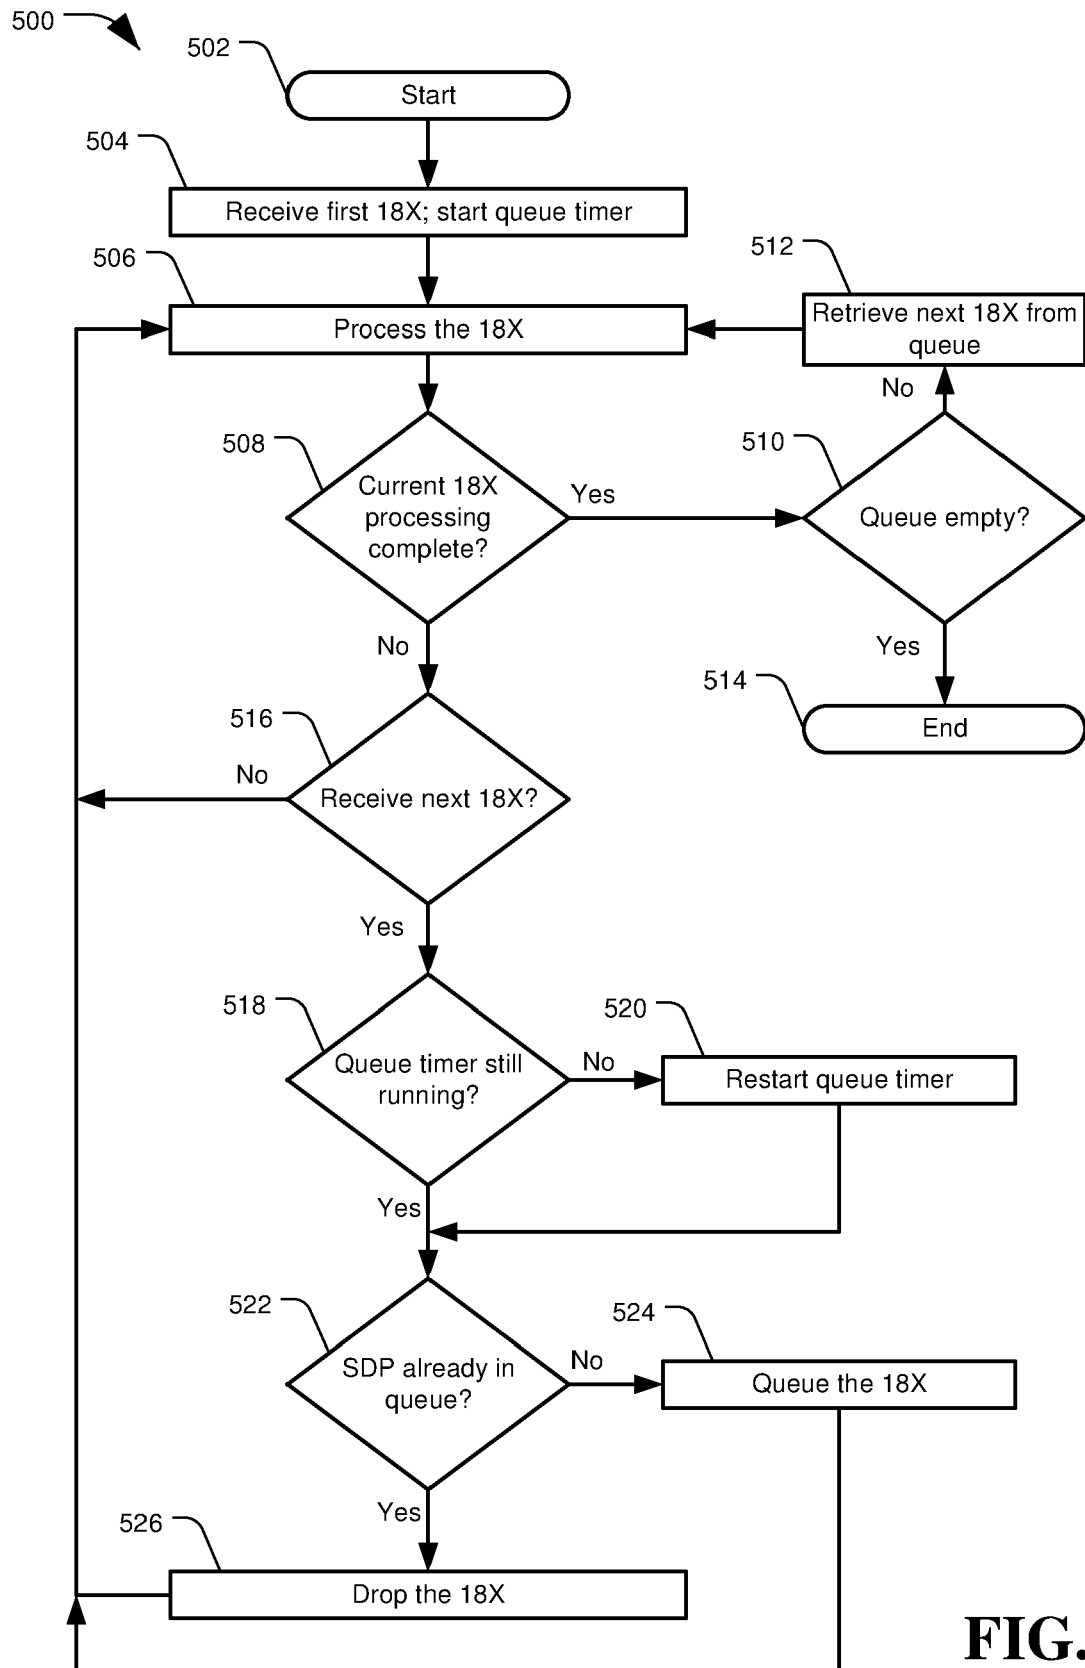 500
502
Start
504
Receive first 18X; start queue timer
506
Process the 18X
512
Retrieve next 18X from
queue
No
508
Current 18X
processing
complete?
Yes
510
Queue empty?
No
Yes
514
End
516
Receive next 18X?
No
Yes
518
Queue timer still
running?
No
520
Restart queue timer
Yes
522
SDP already in
queue?
No
524
Queue the 18X
Yes
526
Drop the 18X
FIG.